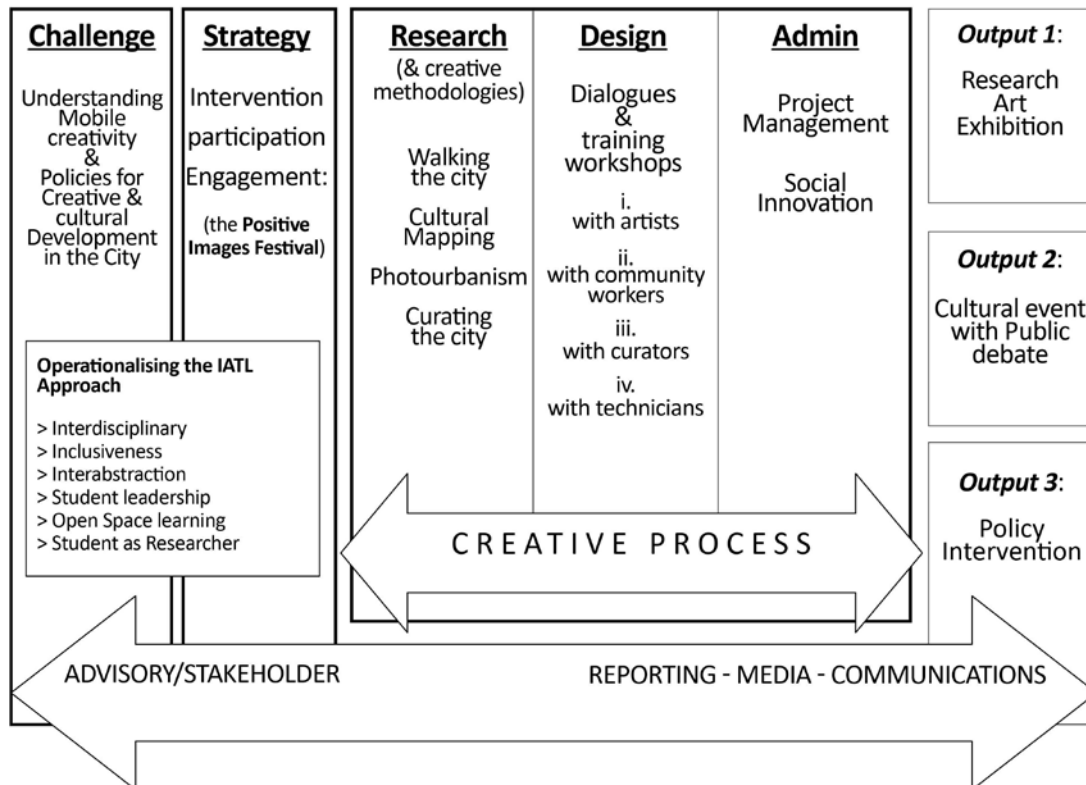 Challenge
Understanding
Mobile
creativity
&
Policies for
Creative &
cultural
Development
in the City
Strategy
Intervention
participation
Engagement:
(the Positive
Images Festival)
Operationalising the IATL
Approach
> Interdisciplinary
> Inclusiveness
> Interabstraction
> Student leadership
> Open Space learning
> Student as Researcher
Research
(& creative
methodologies)
Walking
the city
Cultural
Mapping
Photourbanism
Curating
the city
Design
Dialogues
&
training
workshops
i.
with artists
ii.
with community
workers
iii.
with curators
iv.
with technicians
Admin
Project
Management
Social
Innovation
CREATIVE PROCESS
Output 1:
Research
Art
Exhibition
Output 2:
Cultural event
with Public
debate
Output 3:
Policy
Intervention
ADVISORY/STAKEHOLDER
REPORTING - MEDIA - COMMUNICATIONS